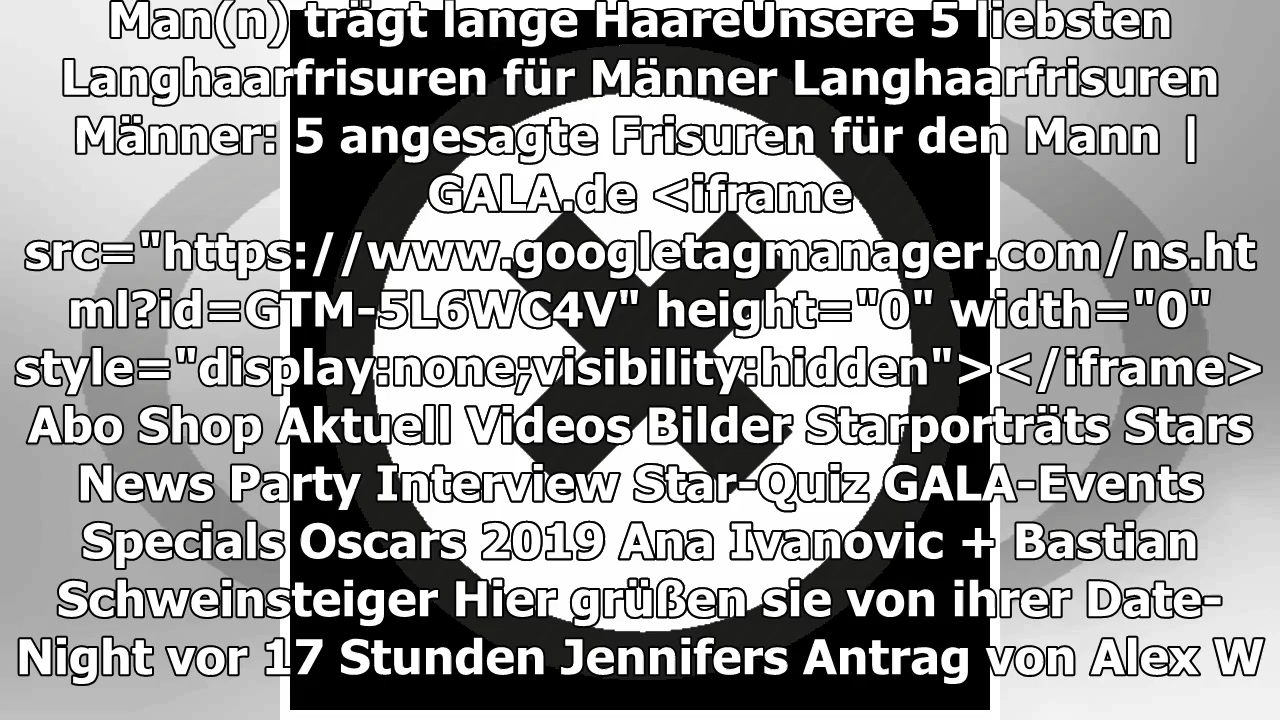 Man(n) trägt lange HaareUnsere 5 liebsten
Langhaarfrisuren für Männer Langhaarfrisuren
Männer: 5 angesagte Frisuren für den Mann |
GALA.de <iframe
src="https://www.googletagmanager.com/ns.ht
ml?id=GTM-5L6WC4V" height="0" width="0"
style="display:none;visibility:hidden"></iframe>
Abo Shop Aktuell Videos Bilder Starporträts Stars
News Party Interview Star-Quiz GALA-Events
Specials Oscars 2019 Ana Ivanovic + Bastian
Schweinsteiger Hier grüßen sie von ihrer Date-
Night vor 17 Stunden Jennifers Antrag von Alex W